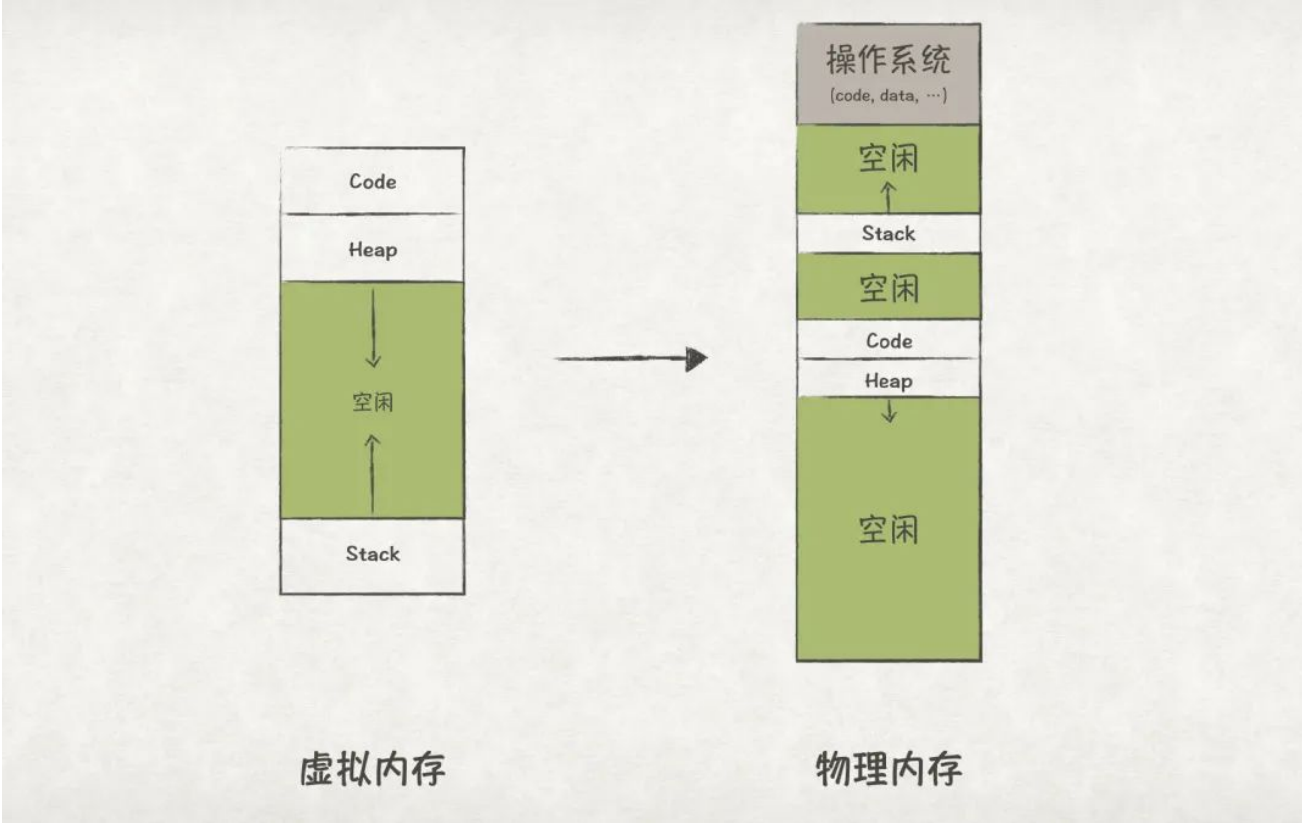 Code
Heap
空闲
Stack
虚拟内存
操作系统
(code, data, …)
空闲
Stack
空闲
Code
Heap
空闲
物理内存